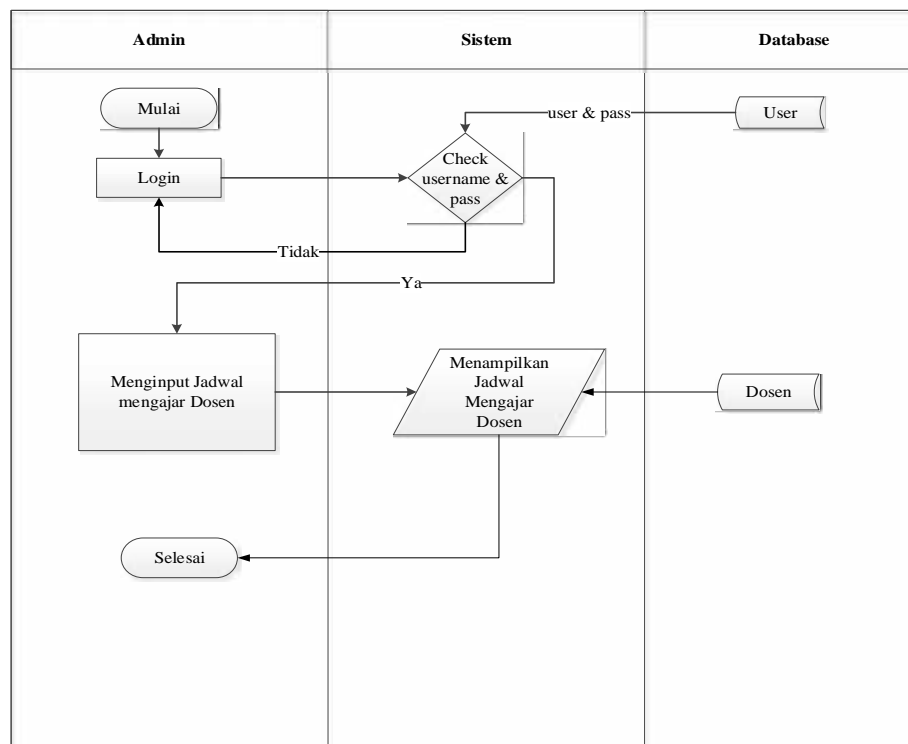 Admin
Sistem
Database
Mulai
user & pass
User
Login
Check
username &
pass
Tidak
Ya
Menginput Jadwal
mengajar Dosen
Menampilkan
Jadwal
Mengajar
Dosen
Dosen
Selesai